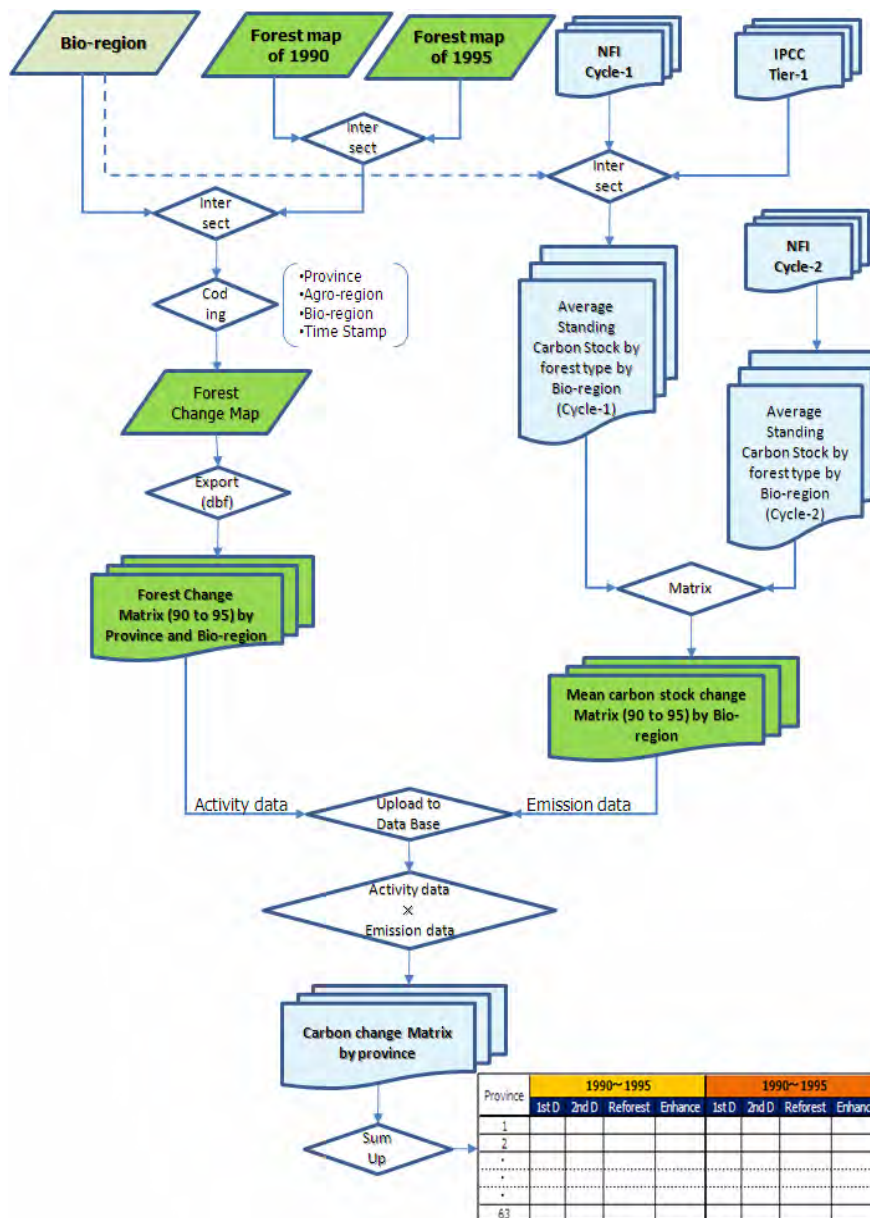 Bio-region
Forest map
of 1990
Forest map
of 1995
NFI
Cycle-1
IPCC
Tier-1
Inter
sect
Inter
sect
Inter
sect
NFI
Cycle-2
Cod
ing
•Province
•Agro-region
•Bio-region
•Time Stamp
Average
Standing
Carbon Stock by
forest type by
Bio-region
(Cycle-1)
Forest
Change Map
Average
Standing
Carbon Stock by
forest type by
Bio-region
(Cycle-2)
Export
(dbf)
Forest Change
Matrix (90 to 95) by
Province and Bio-region
Matrix
Mean carbon stock change
Matrix (90 to 95) by Bio-
region
Activity data
Upload to
Data Base
Emission data
Activity data
×
Emission data
Carbon change Matrix
by province
Sum
Up
Province 1990~1995 1990~1995
1st D 2nd D Reforest Enhance 1st D 2nd D Reforest Enhanc
1
2
·
·
·
63